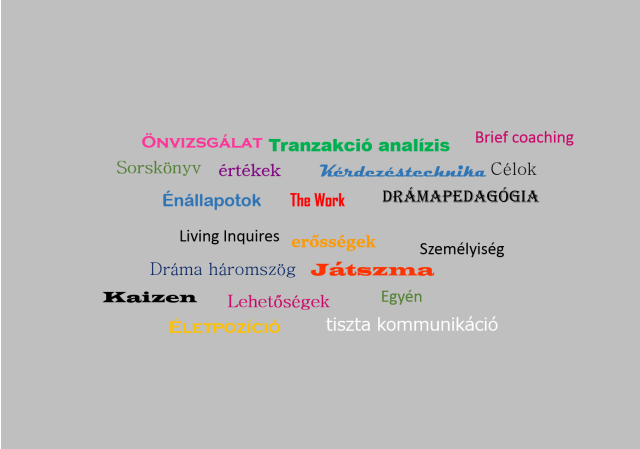 Önvizsgálat Tranzakció analízis Brief coaching
Sorskönyv értékek Kérdezéstechnika Célok
Énállapotok The Work Drámapedagógia
Living Inquires erősségek Személyiség
Dráma háromszög Játszma
Kaizen Lehetőségek Egyén
Életpozíció tiszta kommunikáció